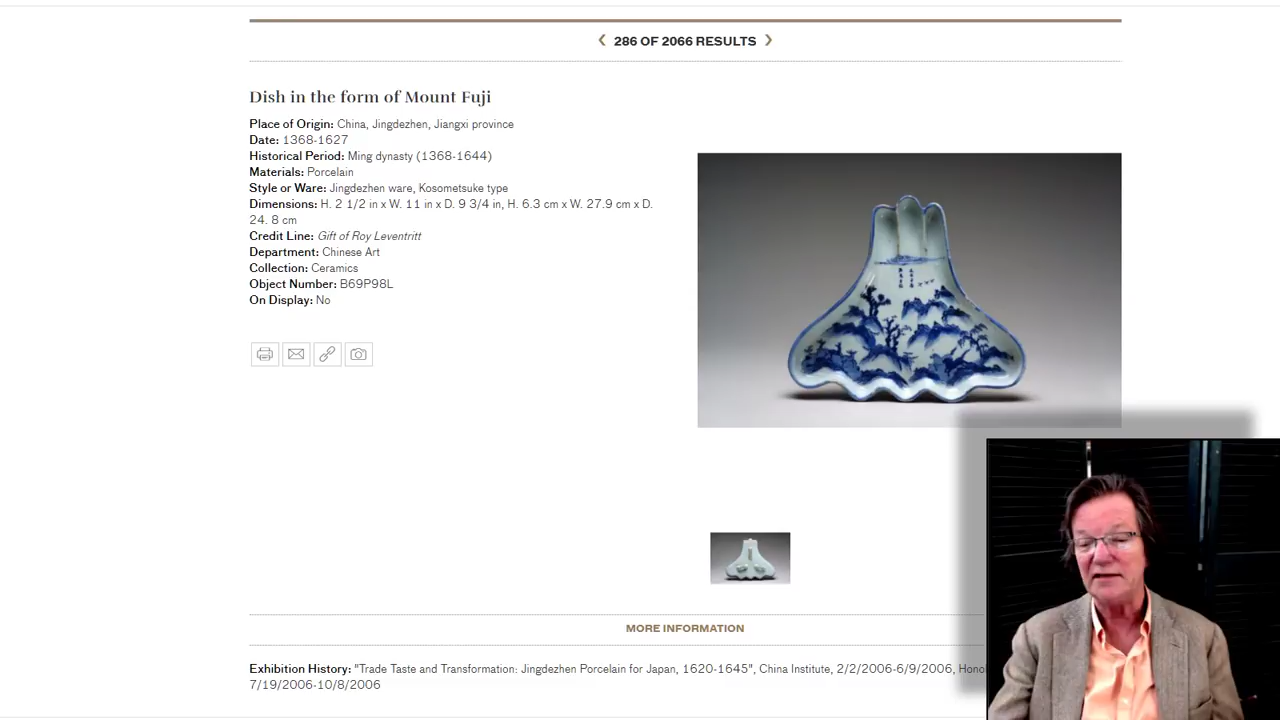 286 OF 2066 RESULTS
Dish in the form of Mount Fuji
Place of Origin: China, Jingdezhen, Jiangxi province
Date: 1368-1627
Historical Period: Ming dynasty (1368-1644)
Materials: Porcelain
Style or Ware: Jingdezhen ware, Kosometsuke type
Dimensions: H. 2 1/2 in x W. 11 in x D. 9 3/4 in, H. 6.3 cm x W. 27.9 cm x D.
24. 8 cm
Credit Line: Gift of Roy Leventritt
Department: Chinese Art
Collection: Ceramics
Object Number: B69P98L
On Display: No
MORE INFORMATION
Exhibition History: "Trade Taste and Transformation: Jingdezhen Porcelain for Japan, 1620-1645", China Institute, 2/2/2006-6/9/2006, Hono
7/19/2006-10/8/2006